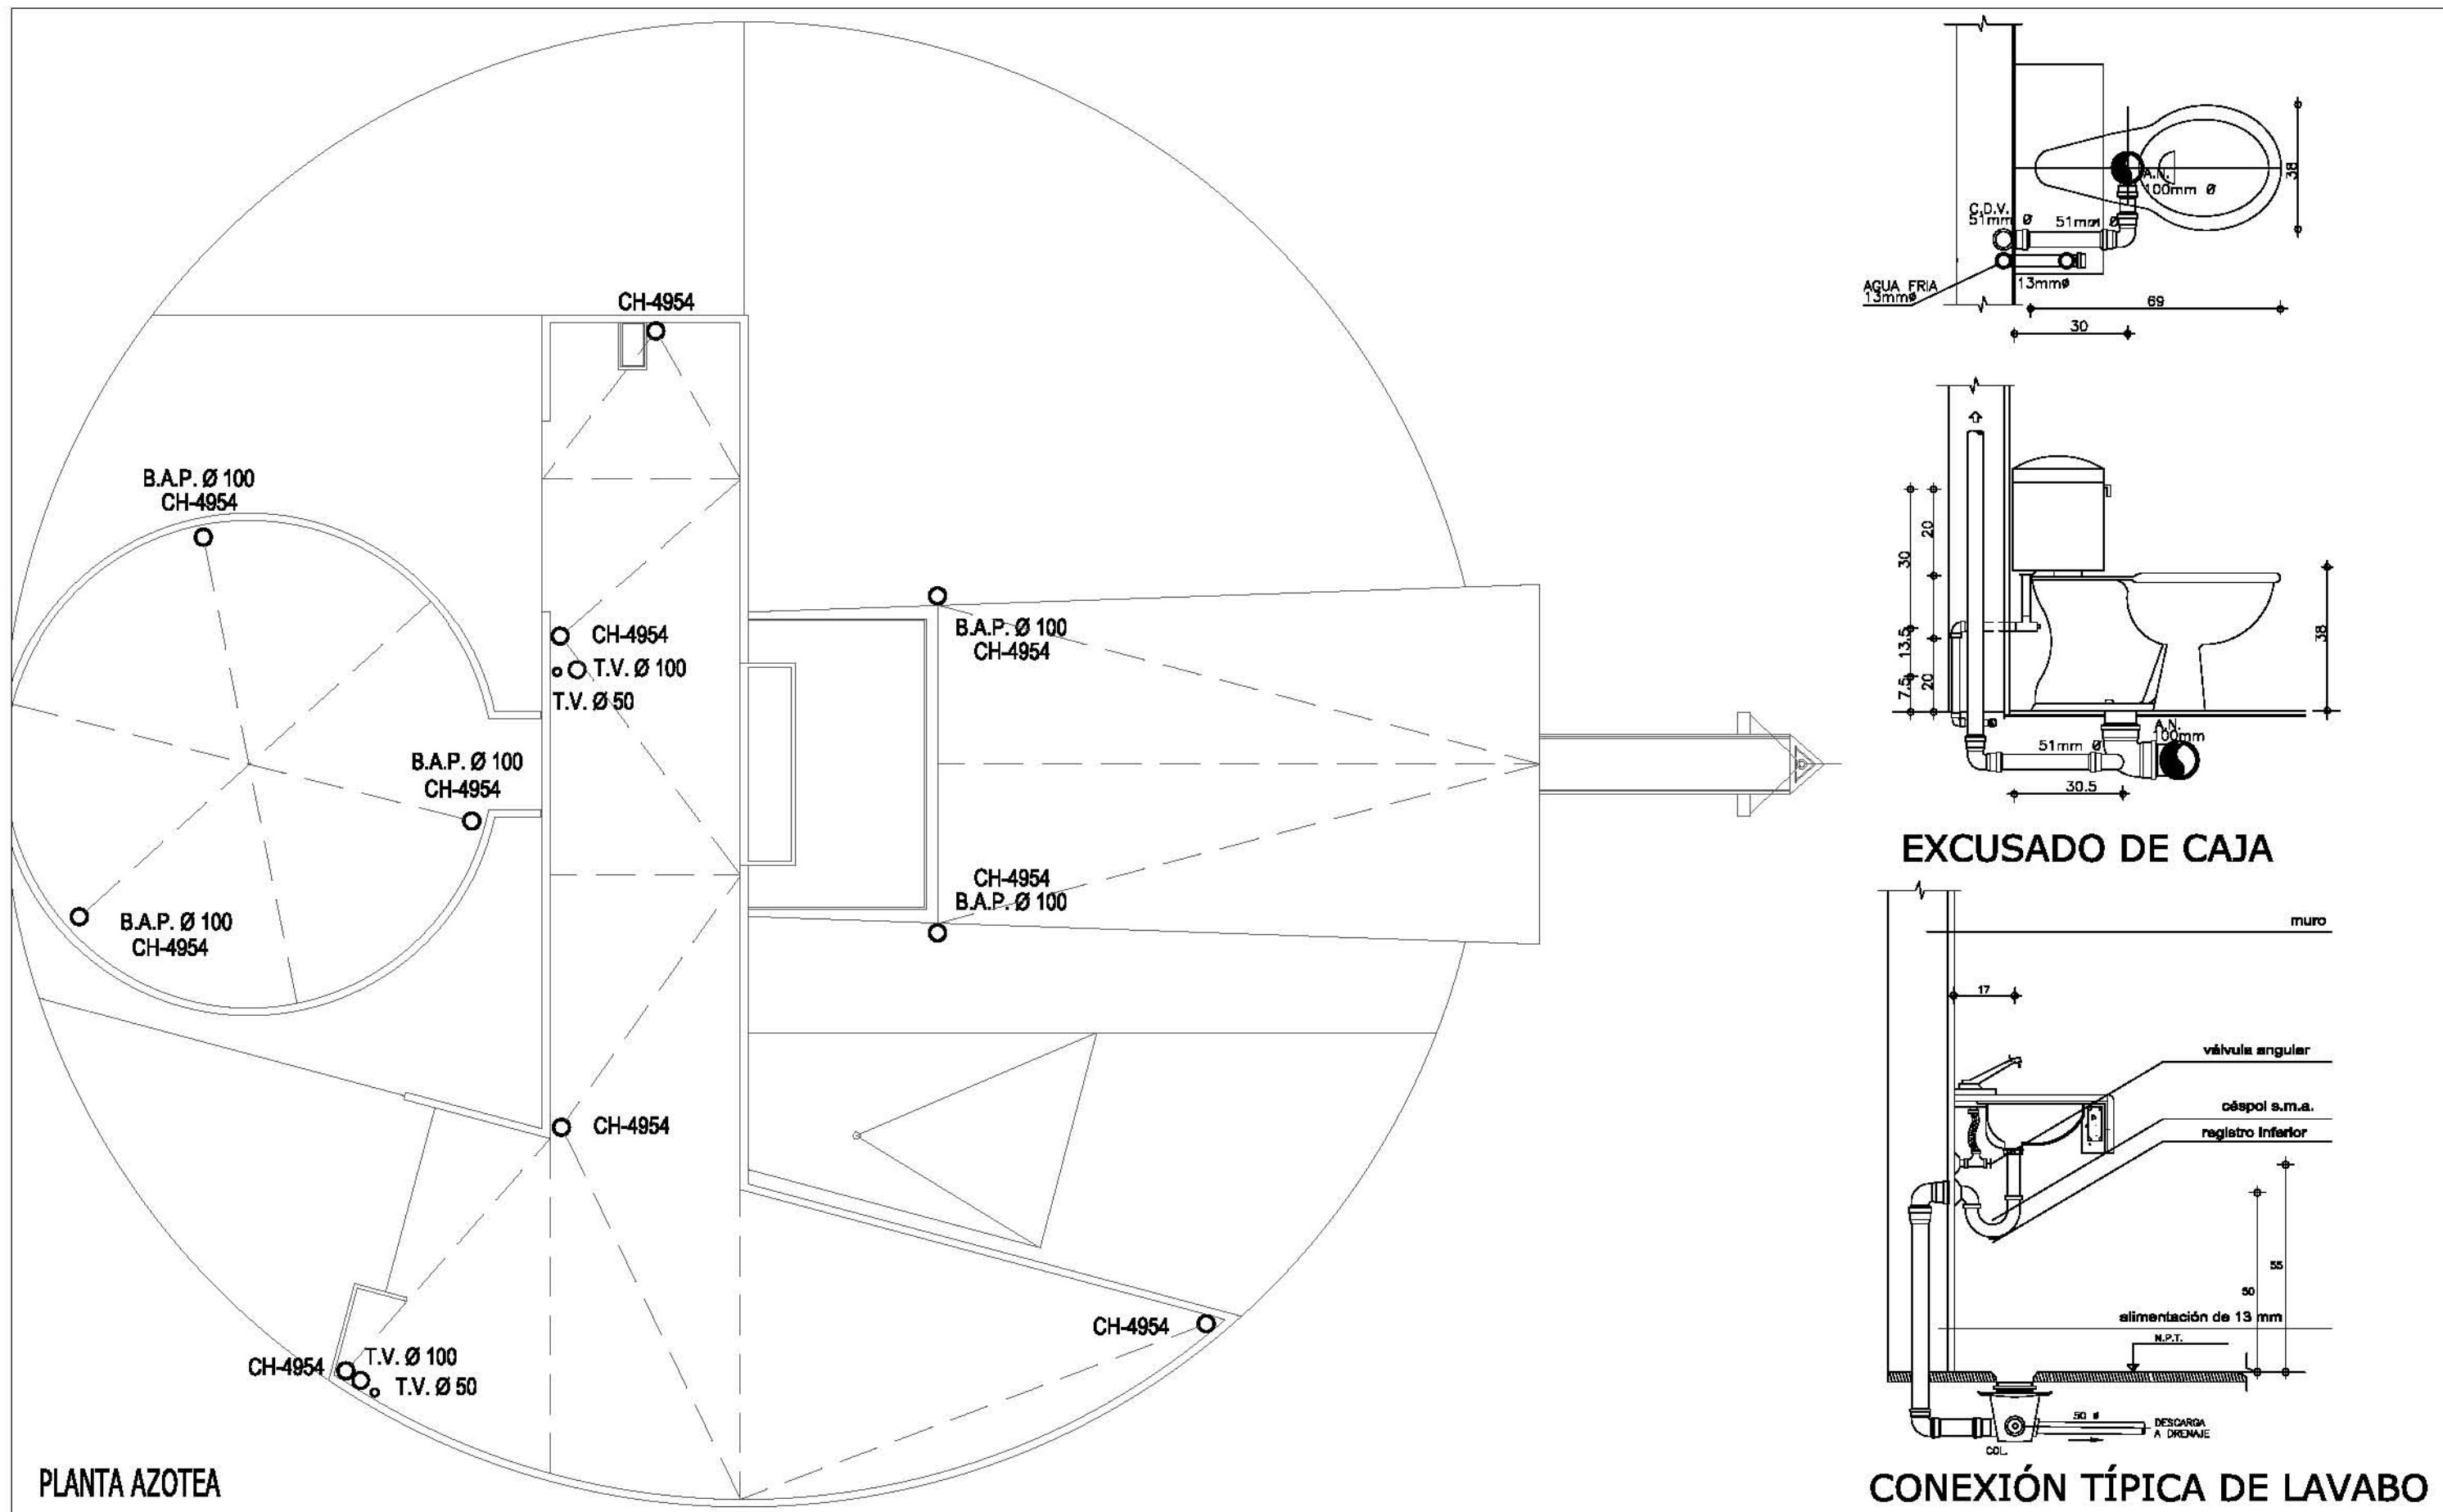 CH-4954
B.A.P. Ø 100
CH-4954
CH-4954
T.V. Ø 100
T.V. Ø 50
B.A.P. Ø 100
CH-4954
B.A.P. Ø 100
CH-4954
B.A.P. Ø 100
CH-4954
CH-4954
B.A.P. Ø 100
CH-4954
CH-4954
CH-4954
T.V. Ø 100
T.V. Ø 50
PLANTA AZOTEA
A.N.
100mm Ø
38
C.D.V.
51mm Ø
51mm Ø
AGUA FRIA
13mmØ
13mmØ
69
30
20
30
13.5
7.5
20
38
A.N.
100mm
51mm Ø
30.5
EXCUSADO DE CAJA
muro
17
válvula angular
céspol s.m.a.
registro inferior
55
50
alimentación de 13 mm
N.P.T.
50 Ø
DESCARGA
A DRENAJE
COL.
CONEXIÓN TÍPICA DE LAVABO